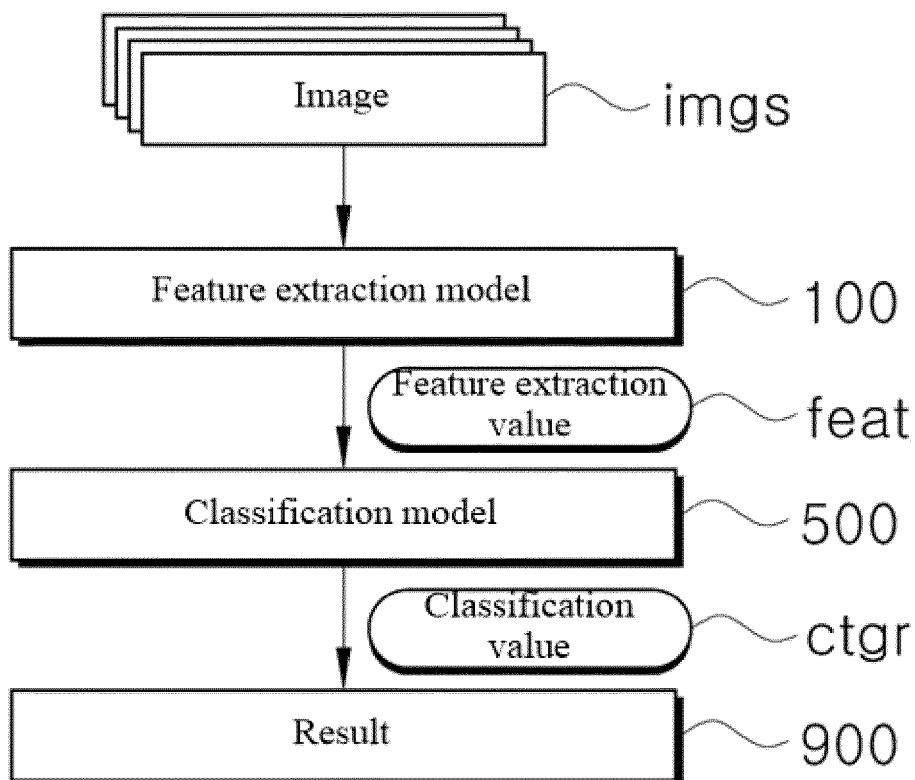 Image
imgs
Feature extraction model
100
Feature extraction
value
feat
Classification model
500
Classification
value
ctgr
Result
900